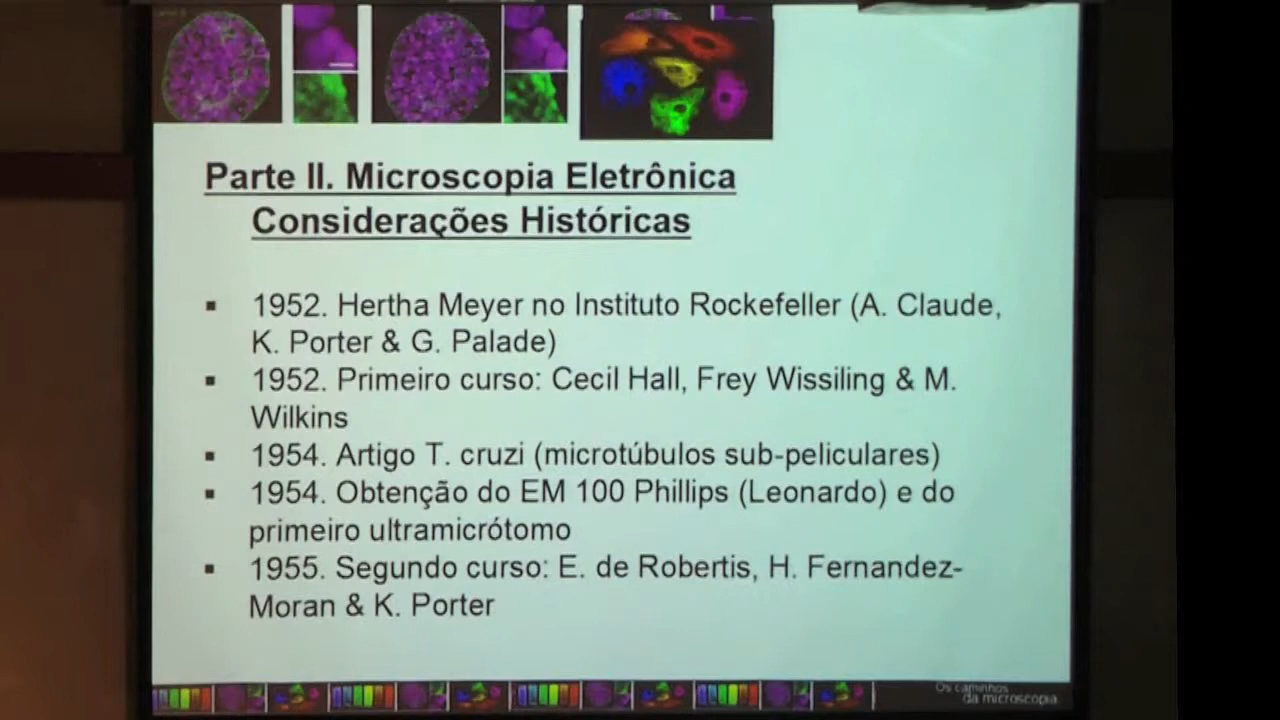 Parte II. Microscopia Eletrônica
Considerações Históricas
▪ 1952. Hertha Meyer no Instituto Rockefeller (A. Claude,
K. Porter & G. Palade)
▪ 1952. Primeiro curso: Cecil Hall, Frey Wissiling & M.
Wilkins
▪ 1954. Artigo T. cruzi (microtúbulos sub-peliculares)
▪ 1954. Obtenção do EM 100 Phillips (Leonardo) e do
primeiro ultramicrótomo
▪ 1955. Segundo curso: E. de Robertis, H. Fernandez-
Moran & K. Porter
Os caminhos
da microscopia